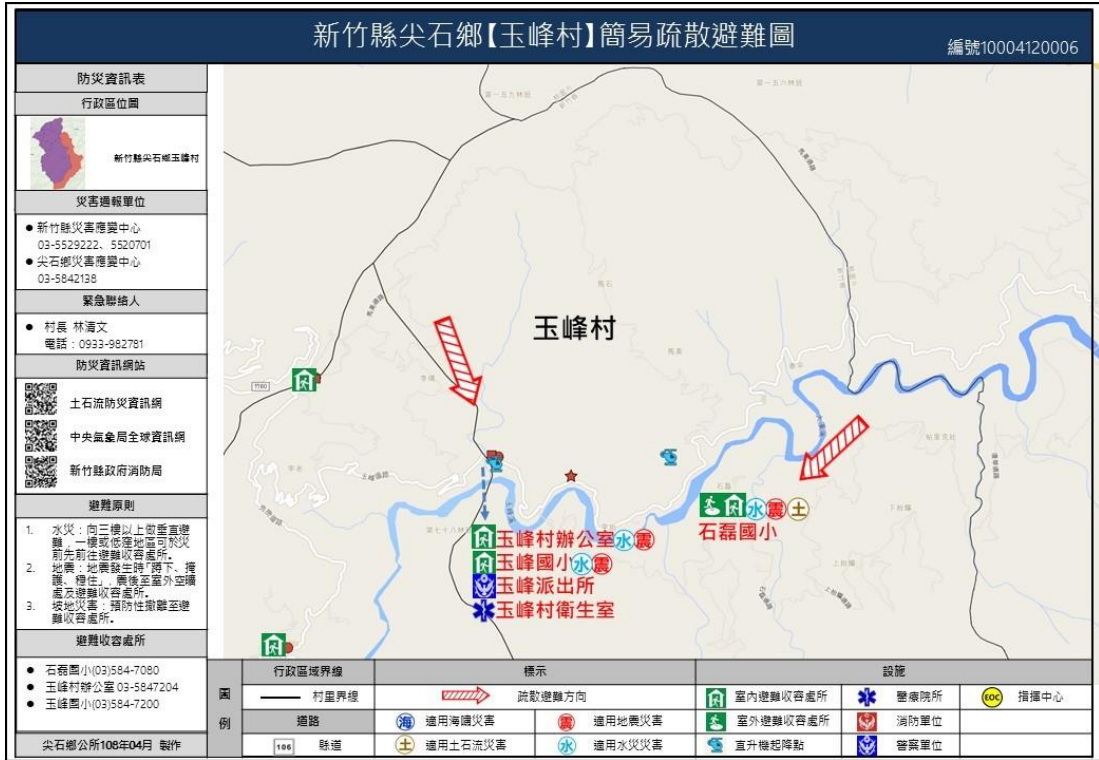 新竹縣尖石鄉【玉峰村】簡易疏散避難圖
編號10004120006
防災資訊表
行政區位圖
新竹縣尖石鄉玉峰村
災害通報單位
● 新竹縣災害應變中心
03-5529222、5520701
● 尖石鄉災害應變中心
03-5842138
緊急聯絡人
● 村長 林清文
電話：0933-982781
防災資訊網站
土石流防災資訊網
中央氣象局全球資訊網
新竹縣政府消防局
避難原則
1. 水災：向三樓以上做垂直避
難，一樓或低窪地區可於災
前先前往避難收容處所。
2. 地震：地震發生時「蹲下、掩
護、穩住」，震後至室外空曠
處及避難收容處所。
3. 坡地災害：預防性撤離至避
難收容處所。
避難收容處所
● 石磊國小(03)584-7080
● 玉峰村辦公室 03-5847204
● 玉峰國小(03)584-7200
尖石鄉公所108年04月 製作
玉峰村
石磊
水震土
石磊國小
玉峰村辦公室水震
玉峰國小水震
玉峰派出所
玉峰村衛生室
圖例
行政區域界線
標示
設施
村里界線
疏散避難方向
室內避難收容處所
醫療院所
EOC 指揮中心
道路
海 適用海嘯災害
震 適用地震災害
室外避難收容處所
消防單位
106 縣道
土 適用土石流災害
水 適用水災災害
直升機起降點
警察單位